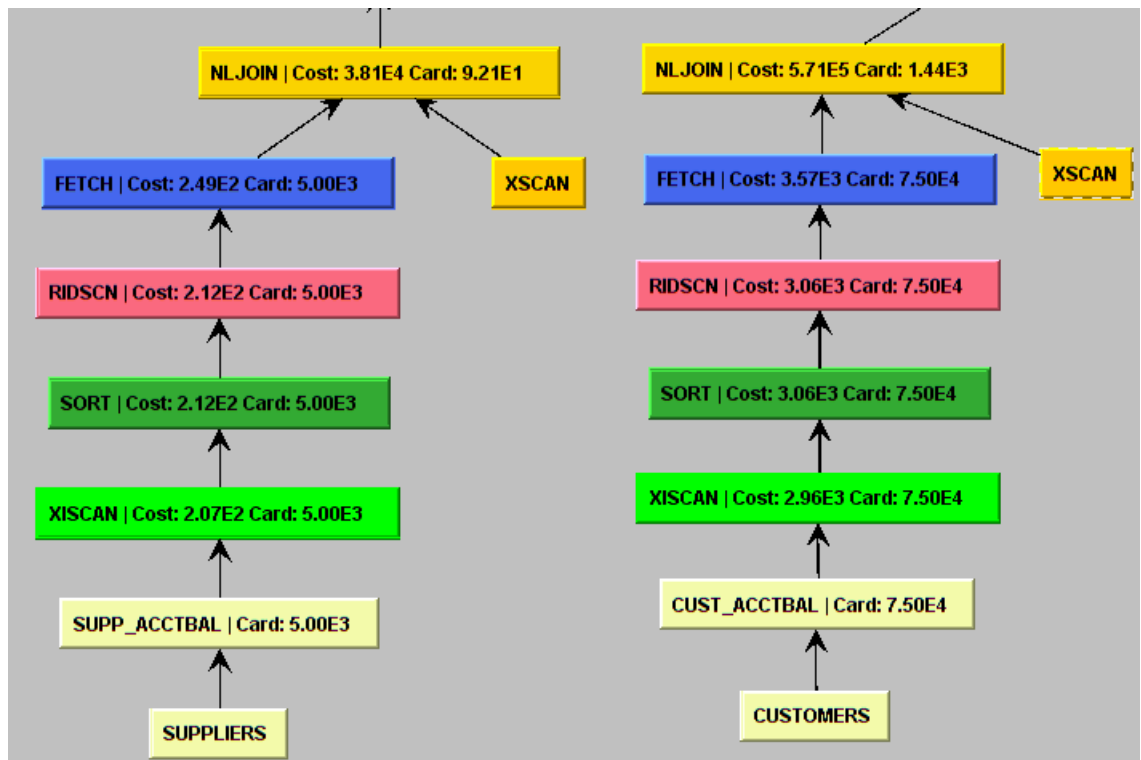 NLJOIN | Cost: 3.81E4 Card: 9.21E1
FETCH | Cost: 2.49E2 Card: 5.00E3
XSCAN
RIDSCN | Cost: 2.12E2 Card: 5.00E3
SORT | Cost: 2.12E2 Card: 5.00E3
XISCAN | Cost: 2.07E2 Card: 5.00E3
SUPP_ACCTBAL | Card: 5.00E3
SUPPLIERS
NLJOIN | Cost: 5.71E5 Card: 1.44E3
FETCH | Cost: 3.57E3 Card: 7.50E4
XSCAN
RIDSCN | Cost: 3.06E3 Card: 7.50E4
SORT | Cost: 3.06E3 Card: 7.50E4
XISCAN | Cost: 2.96E3 Card: 7.50E4
CUST_ACCTBAL | Card: 7.50E4
CUSTOMERS